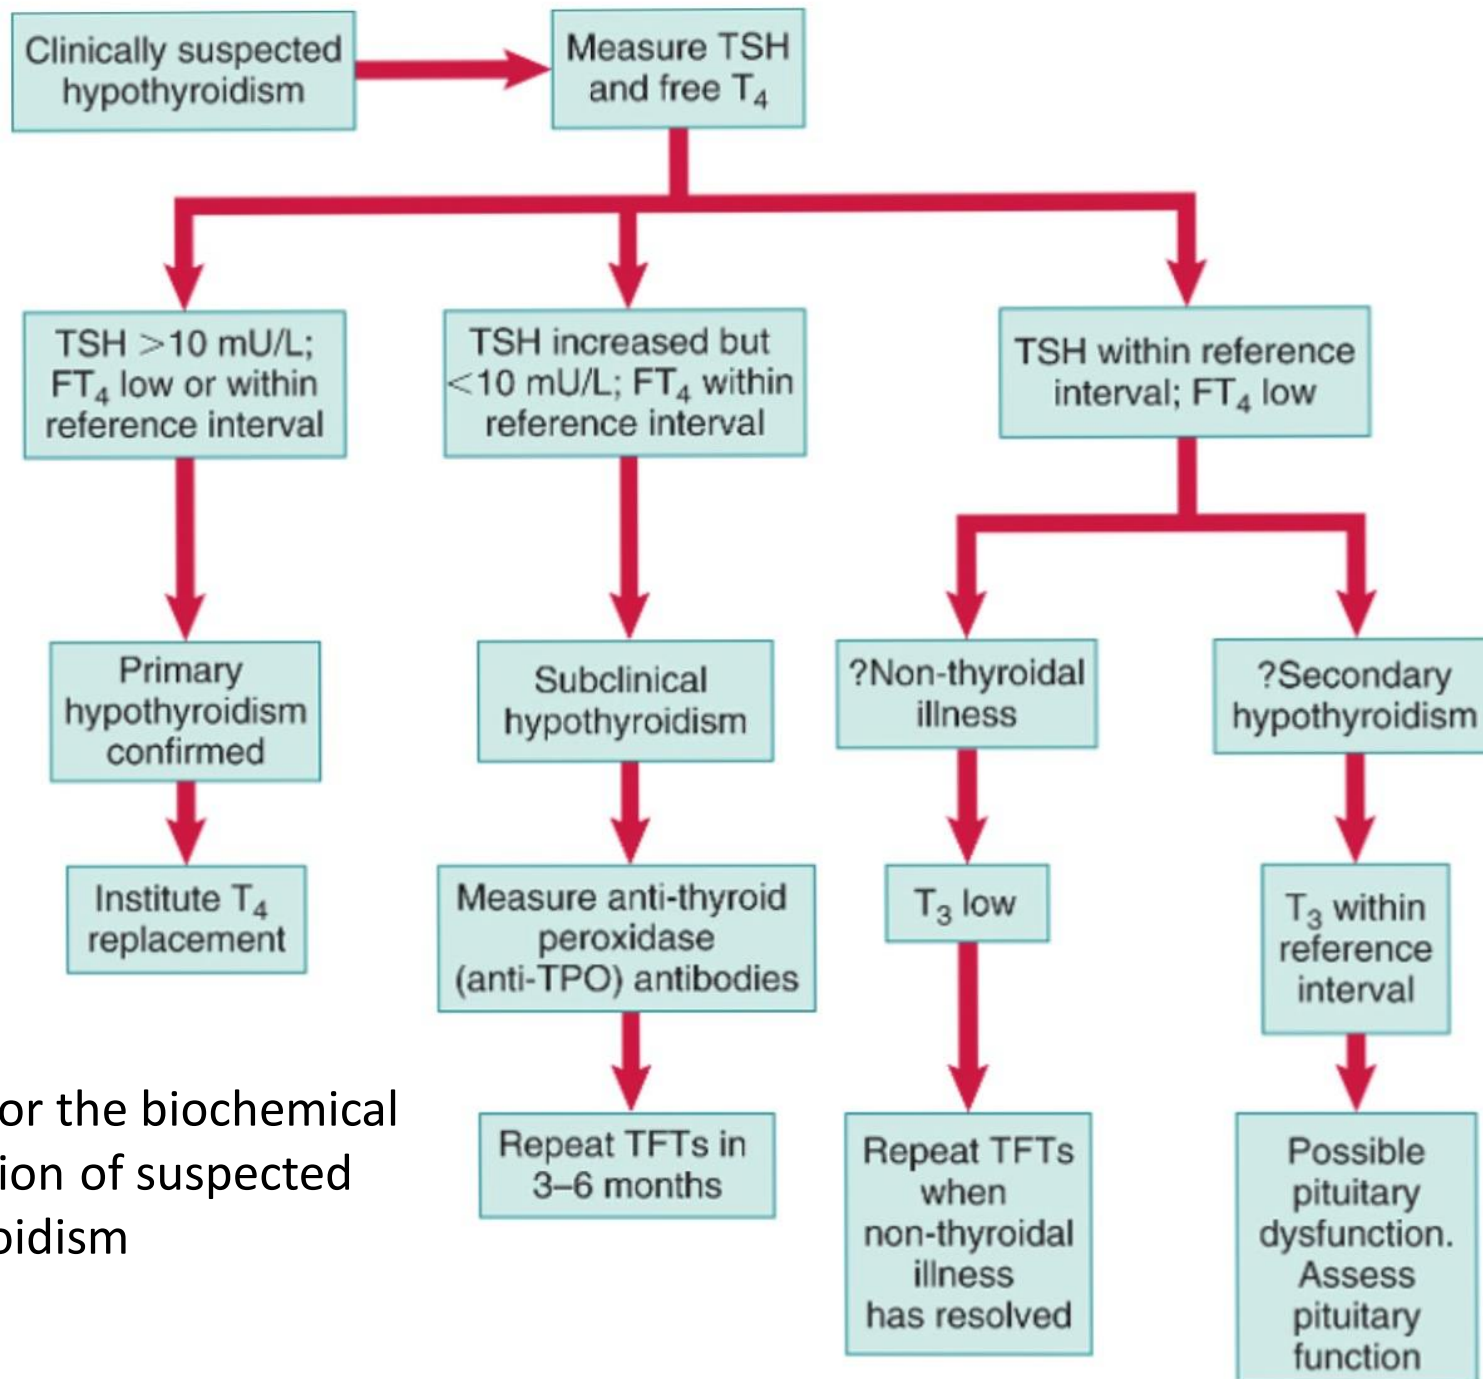 Clinically suspected
hypothyroidism
Measure TSH
and free T₄
TSH >10 mU/L;
FT₄ low or within
reference interval
TSH increased but
<10 mU/L; FT₄ within
reference interval
TSH within reference
interval; FT₄ low
Primary
hypothyroidism
confirmed
Subclinical
hypothyroidism
?Non-thyroidal
illness
?Secondary
hypothyroidism
Institute T₄
replacement
Measure anti-thyroid
peroxidase
(anti-TPO) antibodies
T₃ low
T₃ within
reference
interval
Repeat TFTs in
3–6 months
Repeat TFTs
when
non-thyroidal
illness
has resolved
Possible
pituitary
dysfunction.
Assess
pituitary
function
or the biochemical
ion of suspected
oidism